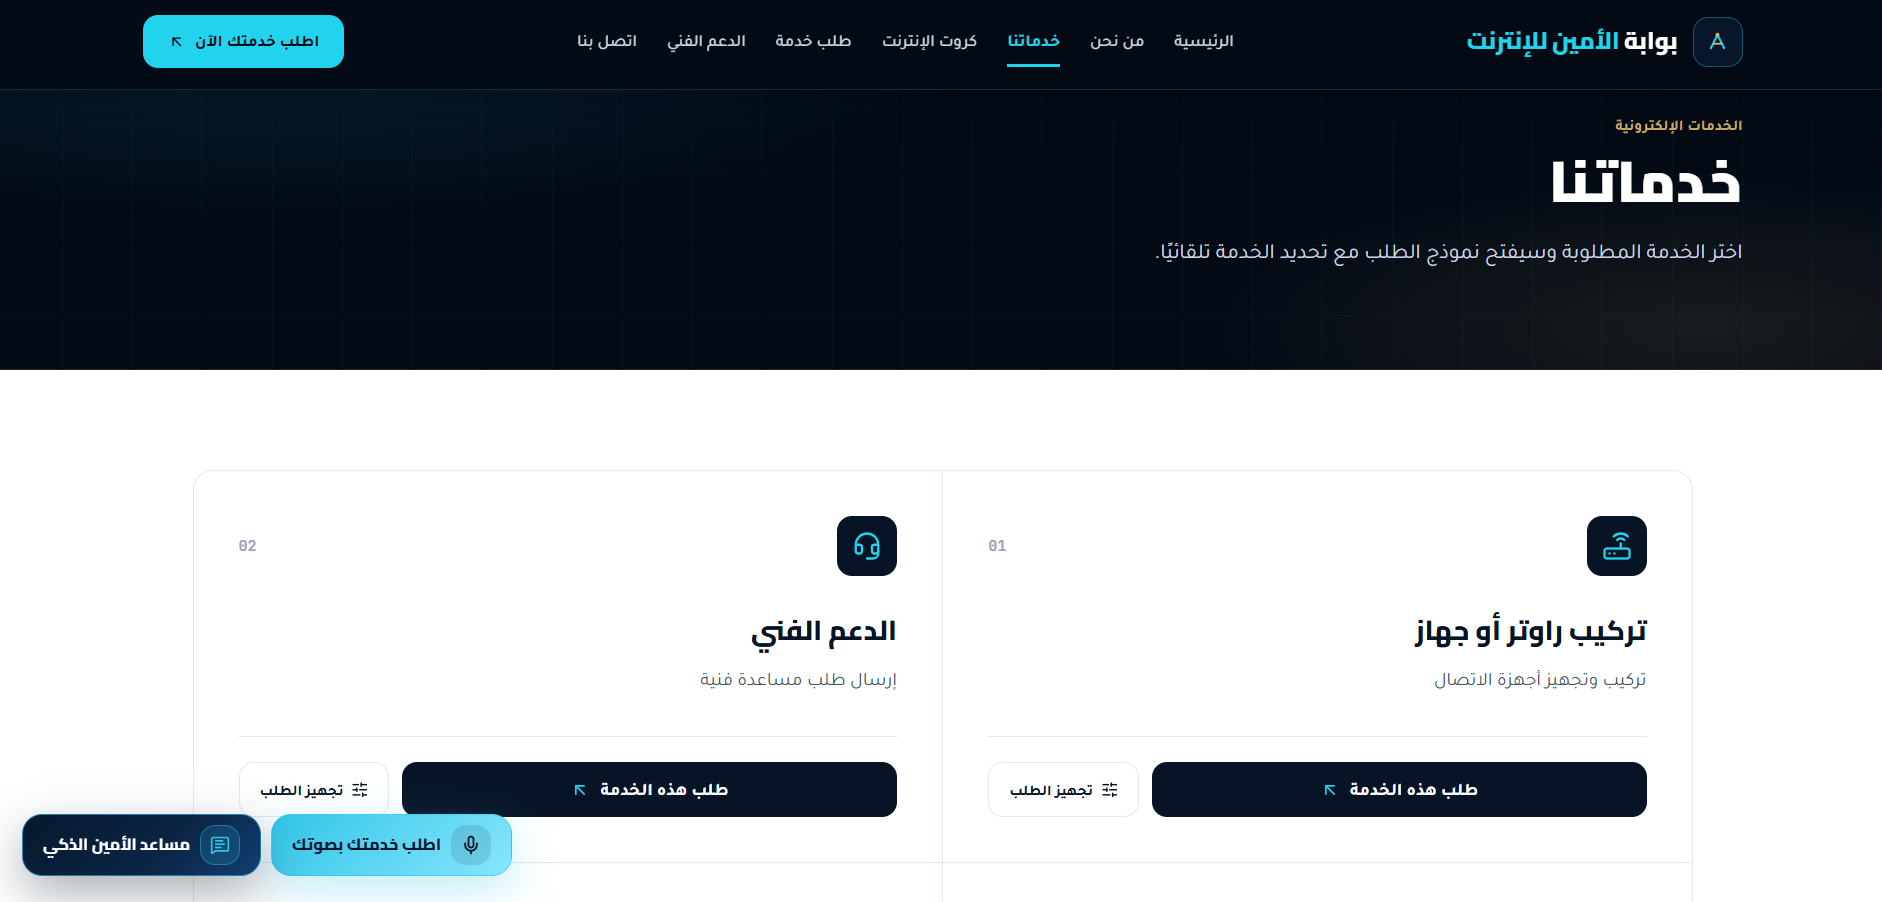 بوابة الأمين للإنترنت
الرئيسية
من نحن
خدماتنا
كروت الإنترنت
طلب خدمة
الدعم الفني
اتصل بنا
اطلب خدمتك الآن
الخدمات الإلكترونية
خدماتنا
اختر الخدمة المطلوبة وسيفتح نموذج الطلب مع تحديد الخدمة تلقائيًا.
01
تركيب راوتر أو جهاز
تركيب وتجهيز أجهزة الاتصال
طلب هذه الخدمة
تجهيز الطلب
02
الدعم الفني
إرسال طلب مساعدة فنية
طلب هذه الخدمة
تجهيز الطلب
اطلب خدمتك بصوتك
مساعد الأمين الذكي